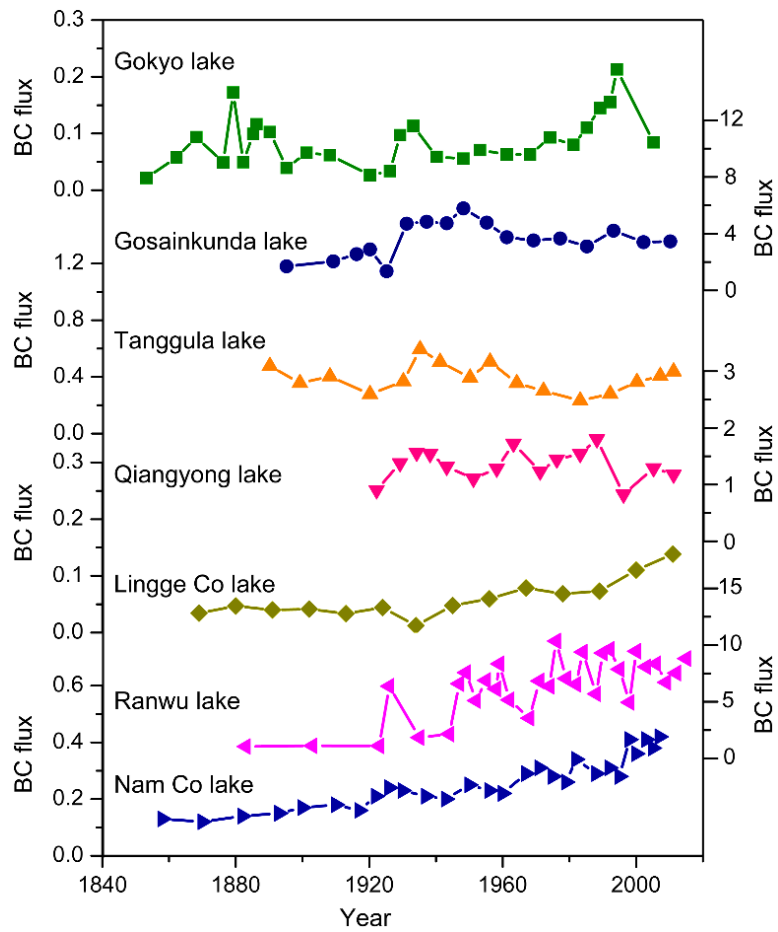 0.3
Gokyo lake
0.2
BC flux
0.1
12
0.0
8
BC flux
Gosainkunda lake
4
1.2
0
BC flux
0.8
Tanggula lake
0.4
3
0.0
2
BC flux
0.3
Qiangyong lake
1
BC flux
0.2
0
0.1
Lingge Co lake
15
0.0
10
BC flux
0.6
Ranwu lake
5
BC flux
0.4
0
Nam Co lake
0.2
0.0
1840 1880 1920 1960 2000
Year